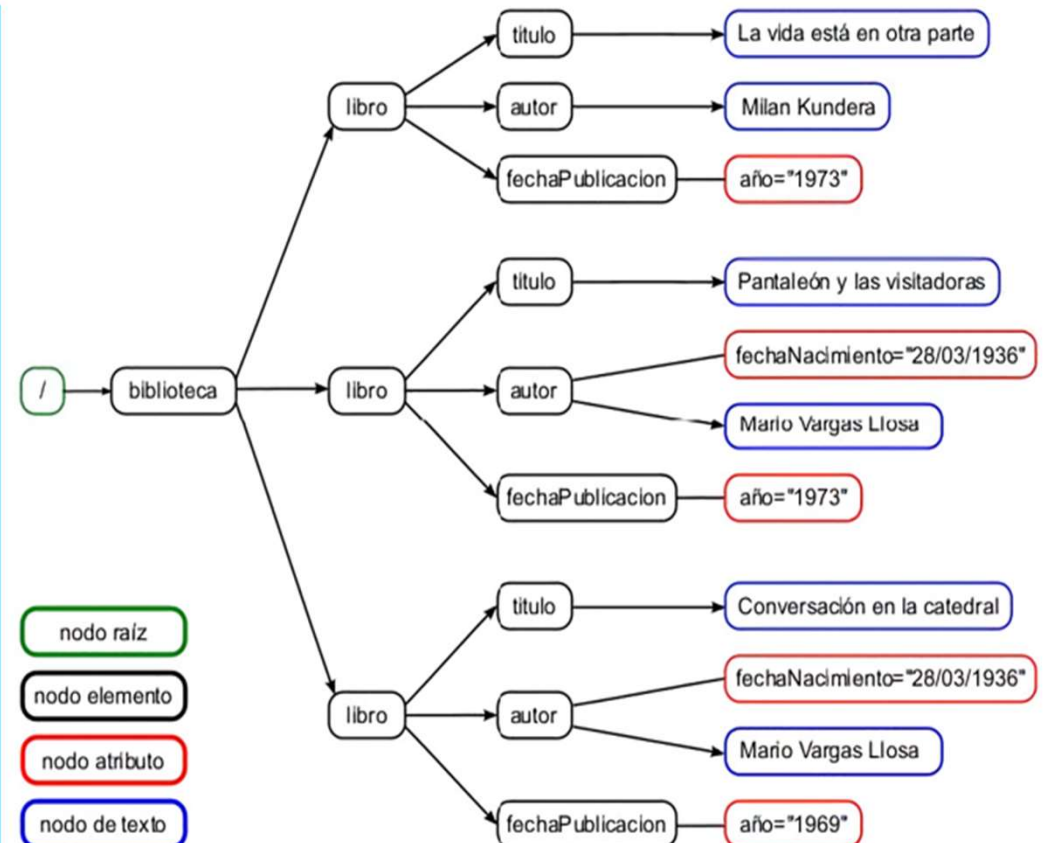 titulo
La vida está en otra parte
libro
autor
Milan Kundera
fechaPublicacion
año="1973"
titulo
Pantaleón y las visitadoras
fechaNacimiento="28/03/1936"
/
biblioteca
libro
autor
Mario Vargas Llosa
fechaPublicacion
año="1973"
titulo
Conversación en la catedral
fechaNacimiento="28/03/1936"
libro
autor
Mario Vargas Llosa
fechaPublicacion
año="1969"
nodo raíz
nodo elemento
nodo atributo
nodo de texto